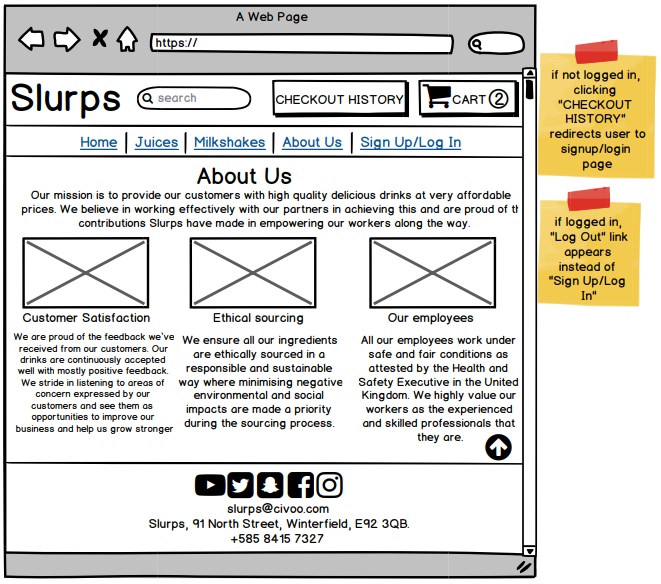 A Web Page
https://
Slurps
search
CHECKOUT HISTORY
CART 2
Home
Juices
Milkshakes
About Us
Sign Up/Log In
About Us
Our mission is to provide our customers with high quality delicious drinks at very affordable
prices. We believe in working effectively with our partners in achieving this and are proud of th
contributions Slurps have made in empowering our workers along the way.
Customer Satisfaction
We are proud of the feedback we've
received from our customers. Our
drinks are continuously accepted
well with mostly positive feedback.
We stride in listening to areas of
concern expressed by our
customers and see them as
opportunities to improve our
business and help us grow stronger
Ethical sourcing
We ensure all our ingredients
are ethically sourced in a
responsible and sustainable
way where minimising negative
environmental and social
impacts are made a priority
during the sourcing process.
Our employees
All our employees work under
safe and fair conditions as
attested by the Health and
Safety Executive in the United
Kingdom. We highly value our
workers as the experienced
and skilled professionals that
they are.
slurps@civoo.com
Slurps, 91 North Street, Winterfield, E92 3QB.
+585 8415 7327
if not logged in,
clicking
"CHECKOUT
HISTORY"
redirects user to
signup/login
page
if logged in,
"Log Out" link
appears
instead of
"Sign Up/Log
In"